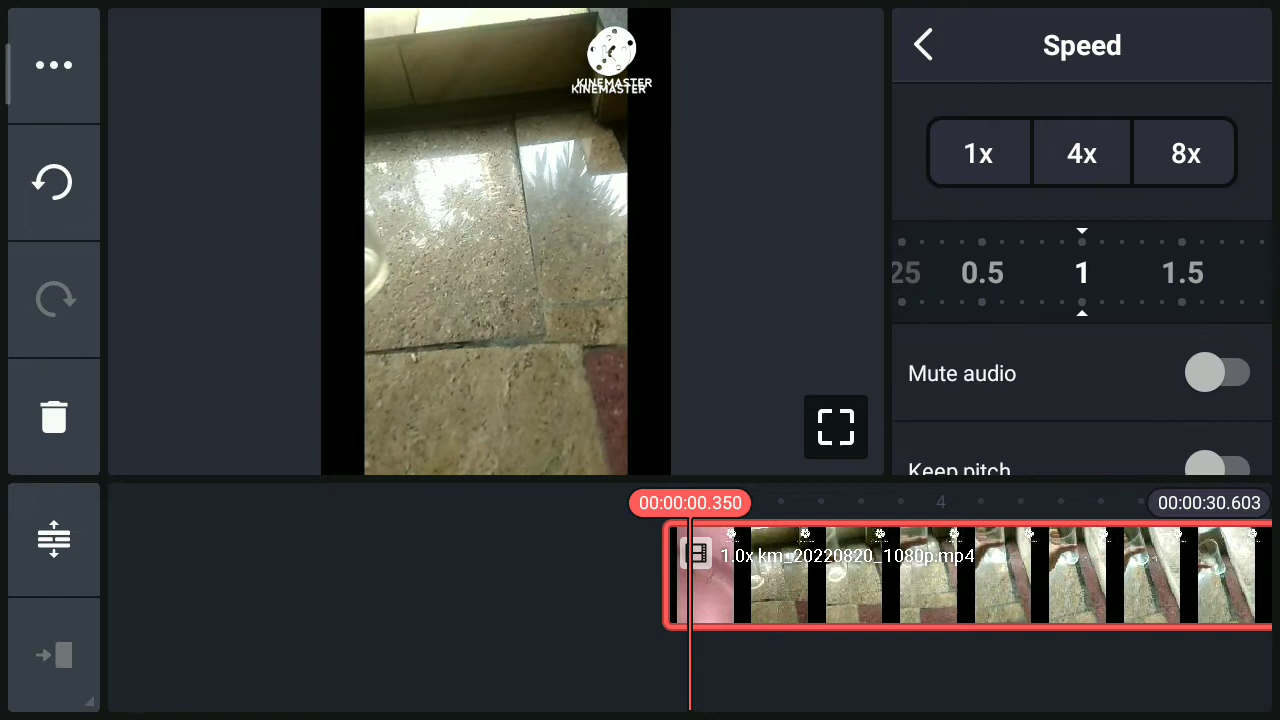 Speed
KINEMASTER
KINEMASTER
1x 4x 8x
25 0.5 1 1.5
Mute audio
Keep pitch
00:00:00.350 4 00:00:30.603
1.0x km_20220820_1080p.mp4